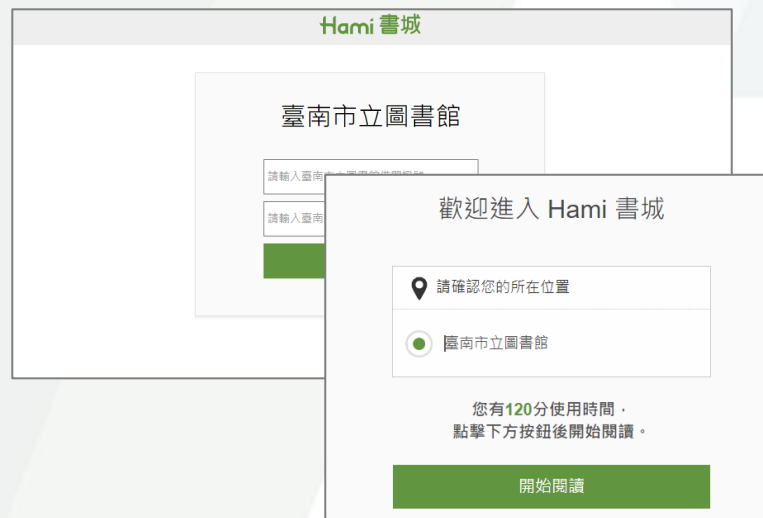 Hami 書城
臺南市立圖書館
請輸入臺南
請輸入臺南
歡迎進入 Hami 書城
請確認您的所在位置
臺南市立圖書館
您有120分使用時間，
點擊下方按鈕後開始閱讀。
開始閱讀